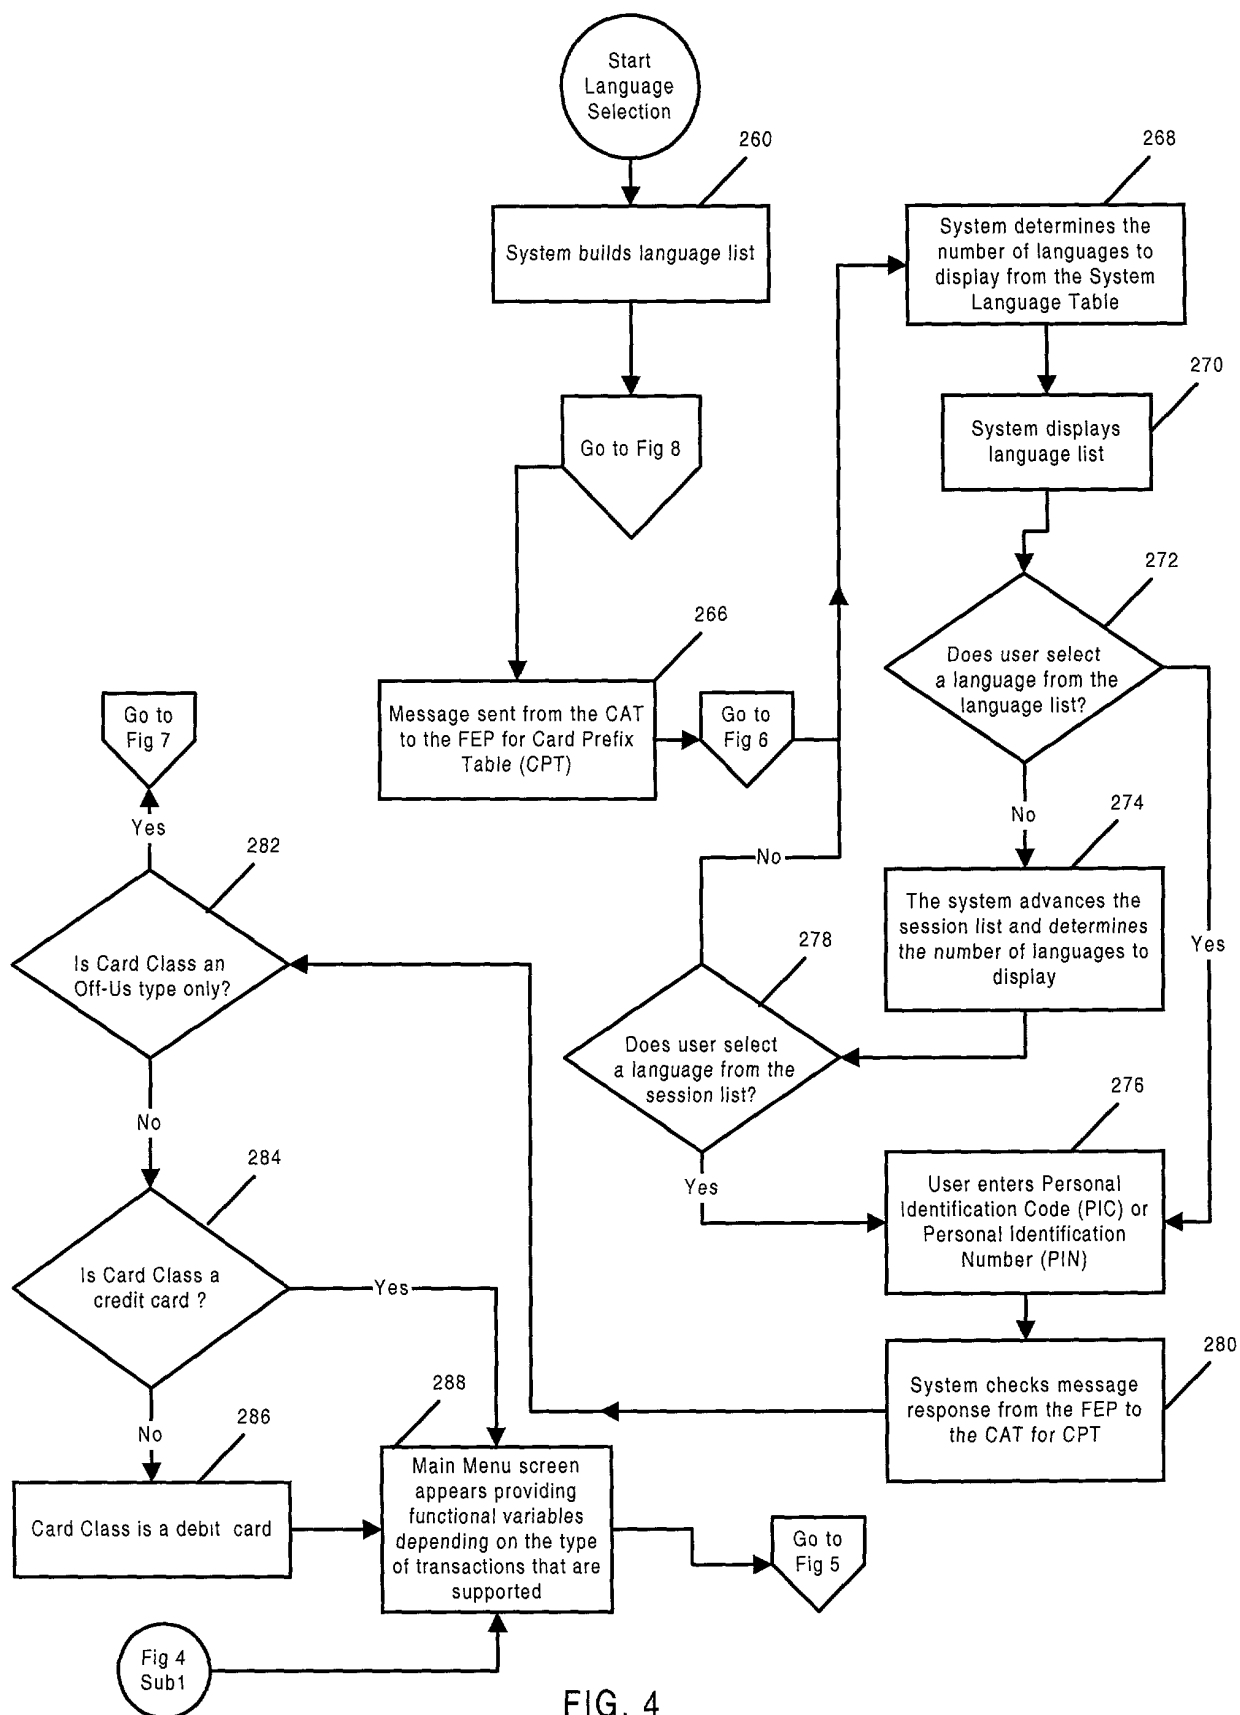 Start
Language
Selection
260
System builds language list
Go to Fig 8
266
Message sent from the CAT
to the FEP for Card Prefix
Table (CPT)
Go to
Fig 6
268
System determines the
number of languages to
display from the System
Language Table
270
System displays
language list
272
Does user select
a language from the
language list?
No
Yes
274
The system advances the
session list and determines
the number of languages to
display
278
Does user select
a language from the
session list?
No
Yes
276
User enters Personal
Identification Code (PIC) or
Personal Identification
Number (PIN)
280
System checks message
response from the FEP to
the CAT for CPT
Go to
Fig 7
Yes
282
Is Card Class an
Off-Us type only?
No
284
Is Card Class a
credit card ?
Yes
No
286
Card Class is a debit card
288
Main Menu screen
appears providing
functional variables
depending on the type
of transactions that are
supported
Go to
Fig 5
Fig 4
Sub1
FIG. 4